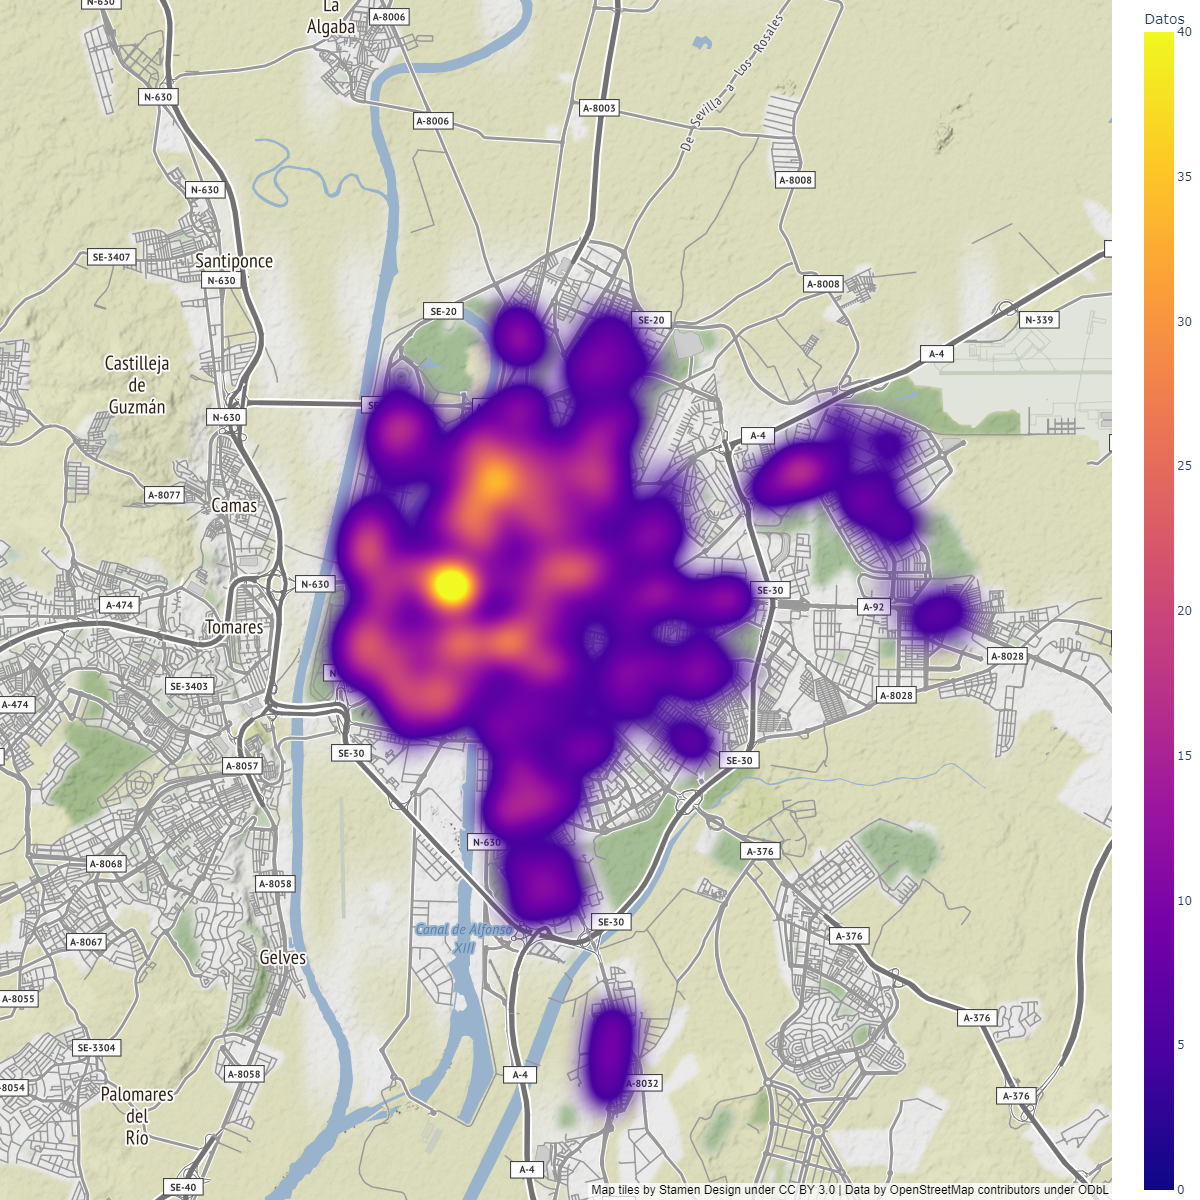 N-630
La
Algaba
A-8006
Datos
40
N-630
A-8003
A-8006
De Sevilla a Los Rosales
35
A-8008
N-630
SE-3407
Santiponce
N-630
A-8008
SE-20
SE-20
N-339
30
A-4
Castilleja
de
Guzmán
SE
N-630
A-4
25
A-8077
Camas
N-630
SE-30
A-474
A-92
20
Tomares
A-8028
N
SE-3403
A-8028
A-474
SE-30
SE-30
15
A-8057
N-630
A-376
A-8068
A-8058
10
SE-30
Canal de Alfonso
XIII
A-376
A-8067
Gelves
A-8055
A-376
SE-3304
5
A-8058
A-4
A-8032
-8054
Palomares
del
Río
A-376
A-4
SE-40
0
Map tiles by Stamen Design under CC BY 3.0 | Data by OpenStreetMap contributors under ODbL